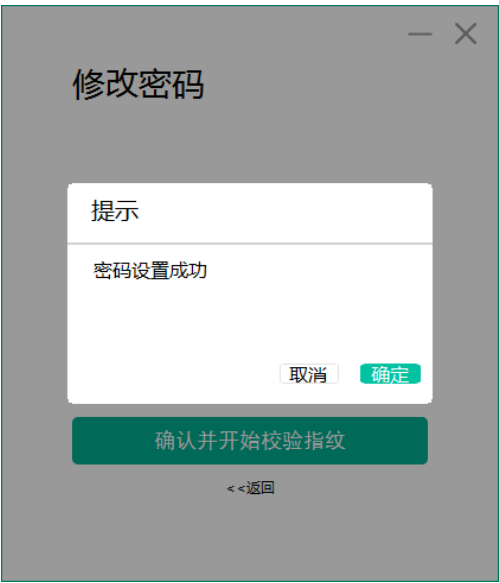 修改密码
提示
密码设置成功
取消 确定
确认并开始校验指纹
<<返回